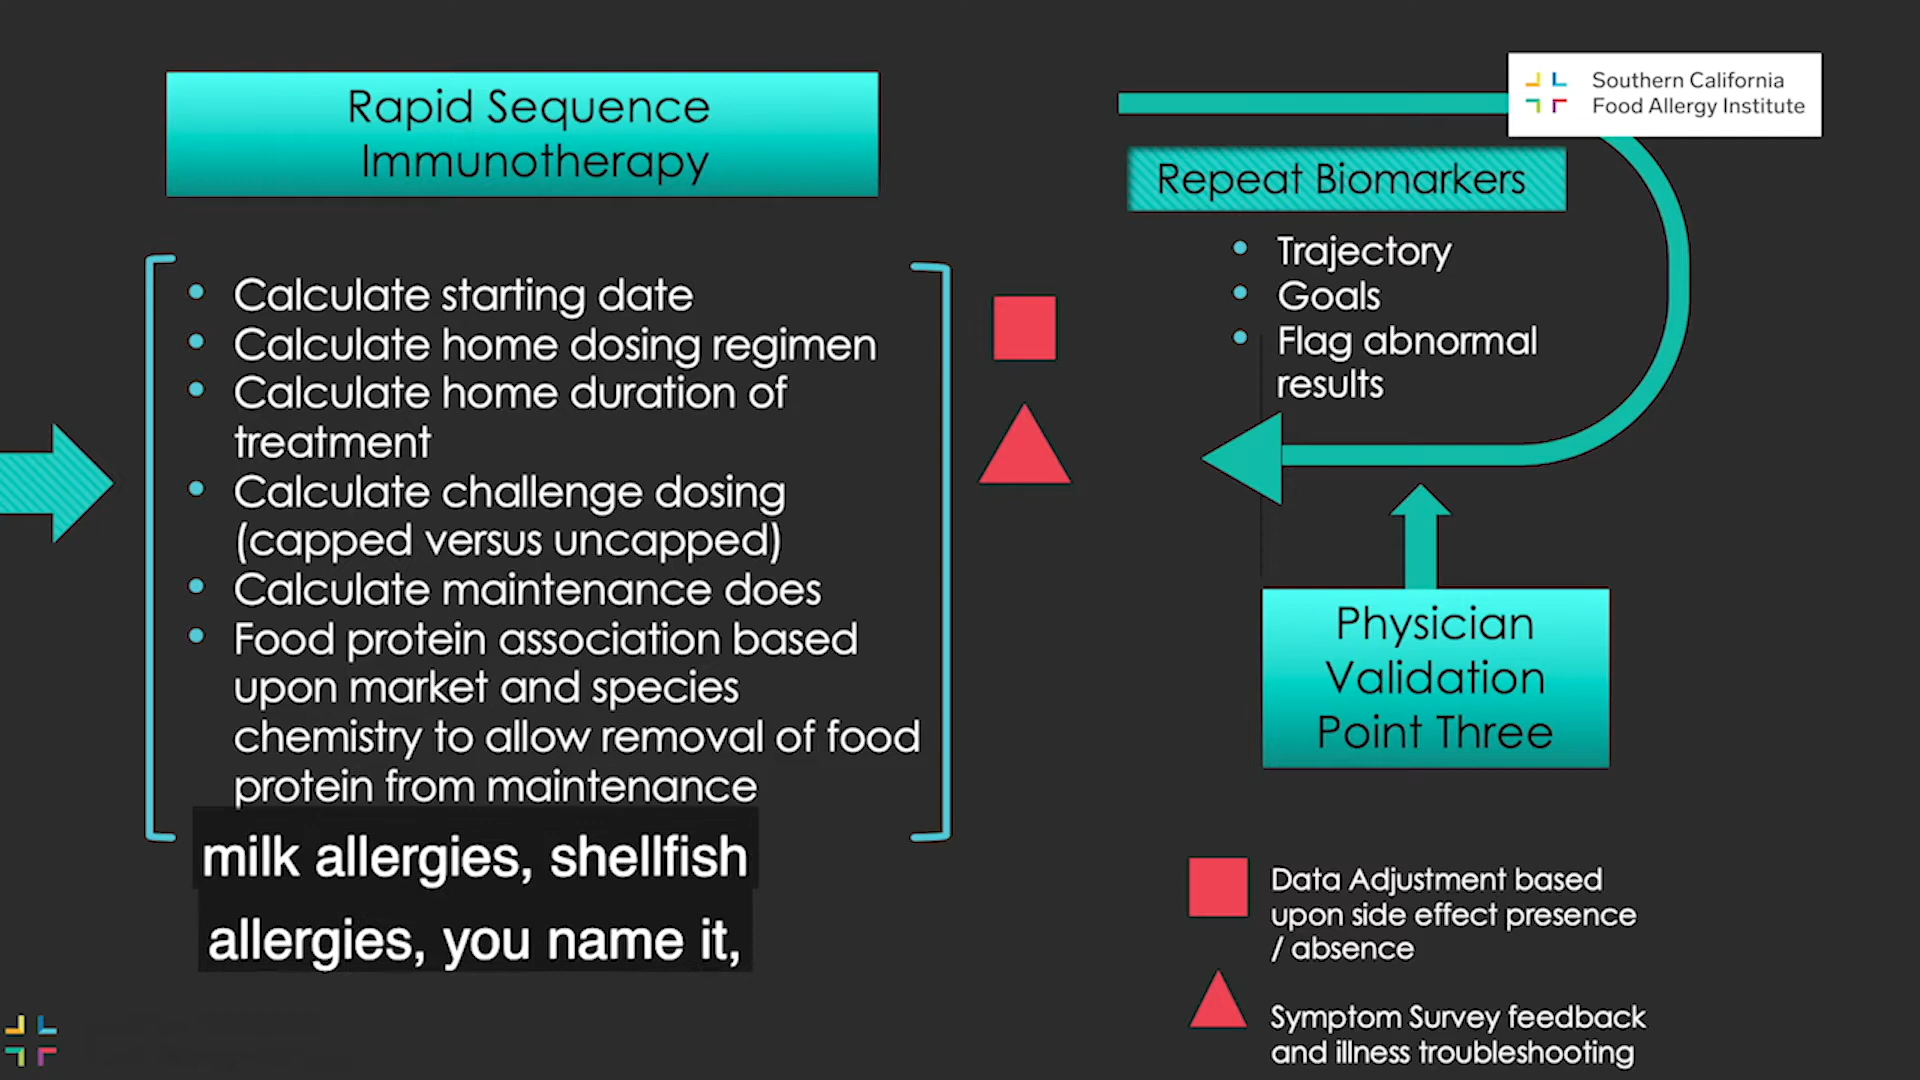 Rapid Sequence
Immunotherapy
• Calculate starting date
• Calculate home dosing regimen
• Calculate home duration of
treatment
• Calculate challenge dosing
(capped versus uncapped)
• Calculate maintenance does
• Food protein association based
upon market and species
chemistry to allow removal of food
protein from maintenance
milk allergies, shellfish
allergies, you name it,
Southern California
Food Allergy Institute
Repeat Biomarkers
• Trajectory
• Goals
• Flag abnormal
results
Physician
Validation
Point Three
Data Adjustment based
upon side effect presence
/ absence
Symptom Survey feedback
and illness troubleshooting